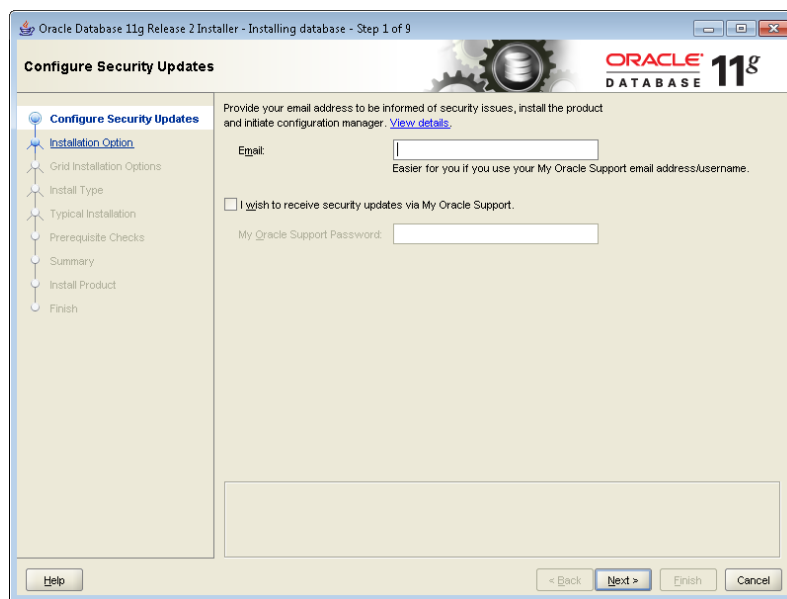 Oracle Database 11g Release 2 Installer - Installing database - Step 1 of 9
Configure Security Updates
ORACLE
DATABASE
11g
Configure Security Updates
Installation Option
Grid Installation Options
Install Type
Typical Installation
Prerequisite Checks
Summary
Install Product
Finish
Provide your email address to be informed of security issues, install the product
and initiate configuration manager. View details.
Email:
Easier for you if you use your My Oracle Support email address/username.
I wish to receive security updates via My Oracle Support.
My Oracle Support Password:
Help
< Back
Next >
Finish
Cancel